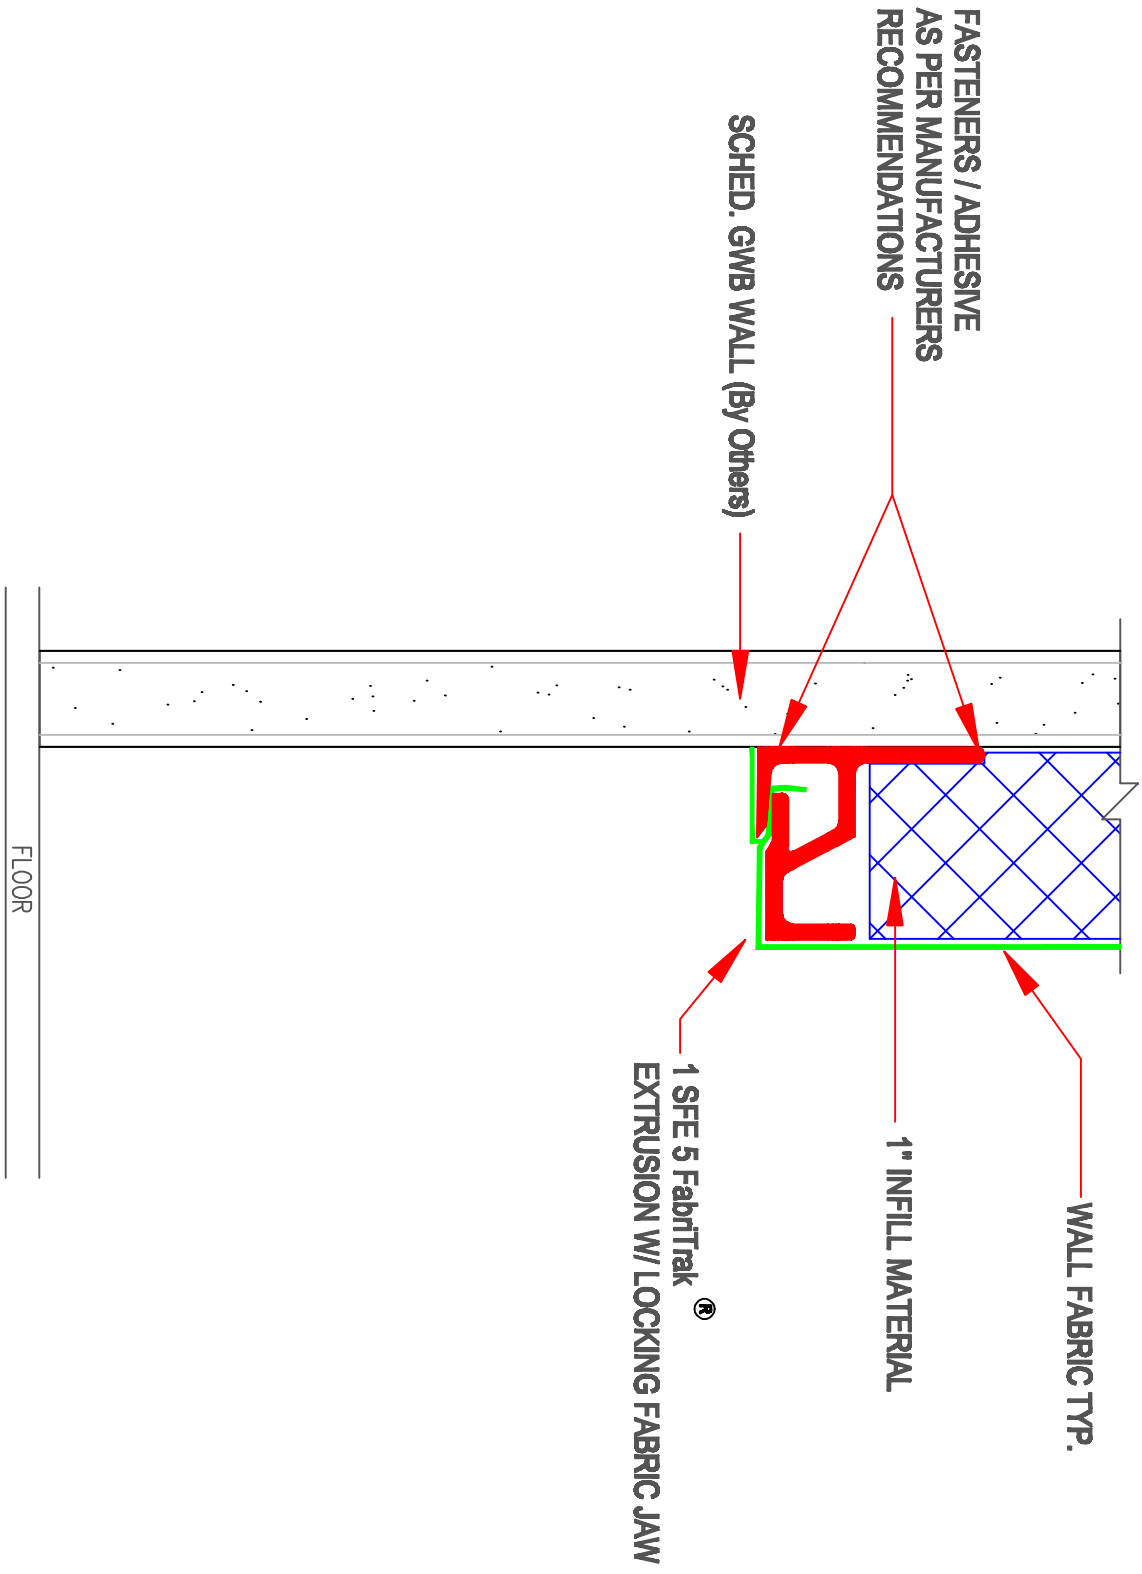 FASTENERS / ADHESIVE
AS PER MANUFACTURERS
RECOMMENDATIONS
SCHED. GWB WALL (By Others)
WALL FABRIC TYP.
1" INFILL MATERIAL
1 SFE 5 FabriTrak ®
EXTRUSION W/ LOCKING FABRIC JAW
FLOOR